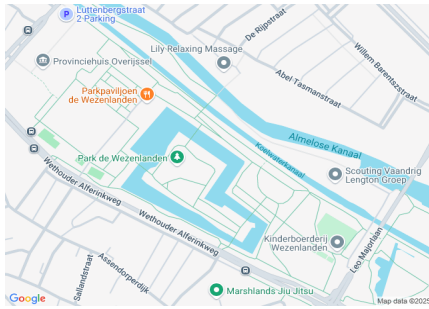 Luttenbergstraat
2 Parking
De Rijpstraat
Lily Relaxing Massage
Willem Barentszstraat
Provinciehuis Overijssel
Abel Tasmanstraat
Parkpaviljoen
de Wezenlanden
Almelose Kanaal
Koelwaterkanaal
Park de Wezenlanden
Wethouder Alferinkweg
Scouting Vaandrig
Lengton Groep
Wethouder Alferinkweg
Kinderboerderij
Wezenlanden
Leo Majorlaan
Assendorperdijk
Sallandstraat
Marshlands Jiu Jitsu
Google
Map data ©2025